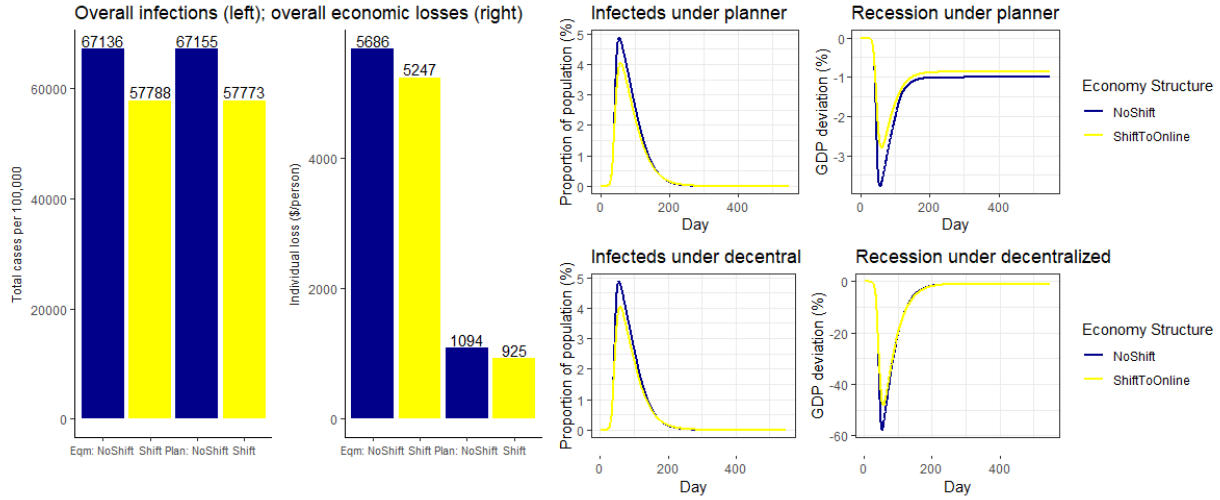 Overall infections (left); overall economic losses (right)
67136
57788
67155
57773
60000
40000
20000
0
Total cases per 100,000
Eqm: NoShift Shift Plan: NoShift Shift
5686
5247
1094
925
4000
2000
0
Individual loss ($/person)
Eqm: NoShift Shift Plan: NoShift Shift
Infecteds under planner
Proportion of population (%)
5
4
3
2
1
0
0 200 400
Day
Recession under planner
GDP deviation (%)
0
-1
-2
-3
0 200 400
Day
Economy Structure
NoShift
ShiftToOnline
Infecteds under decentral
Proportion of population (%)
5
4
3
2
1
0
0 200 400
Day
Recession under decentralized
GDP deviation (%)
0
-20
-40
-60
0 200 400
Day
Economy Structure
NoShift
ShiftToOnline